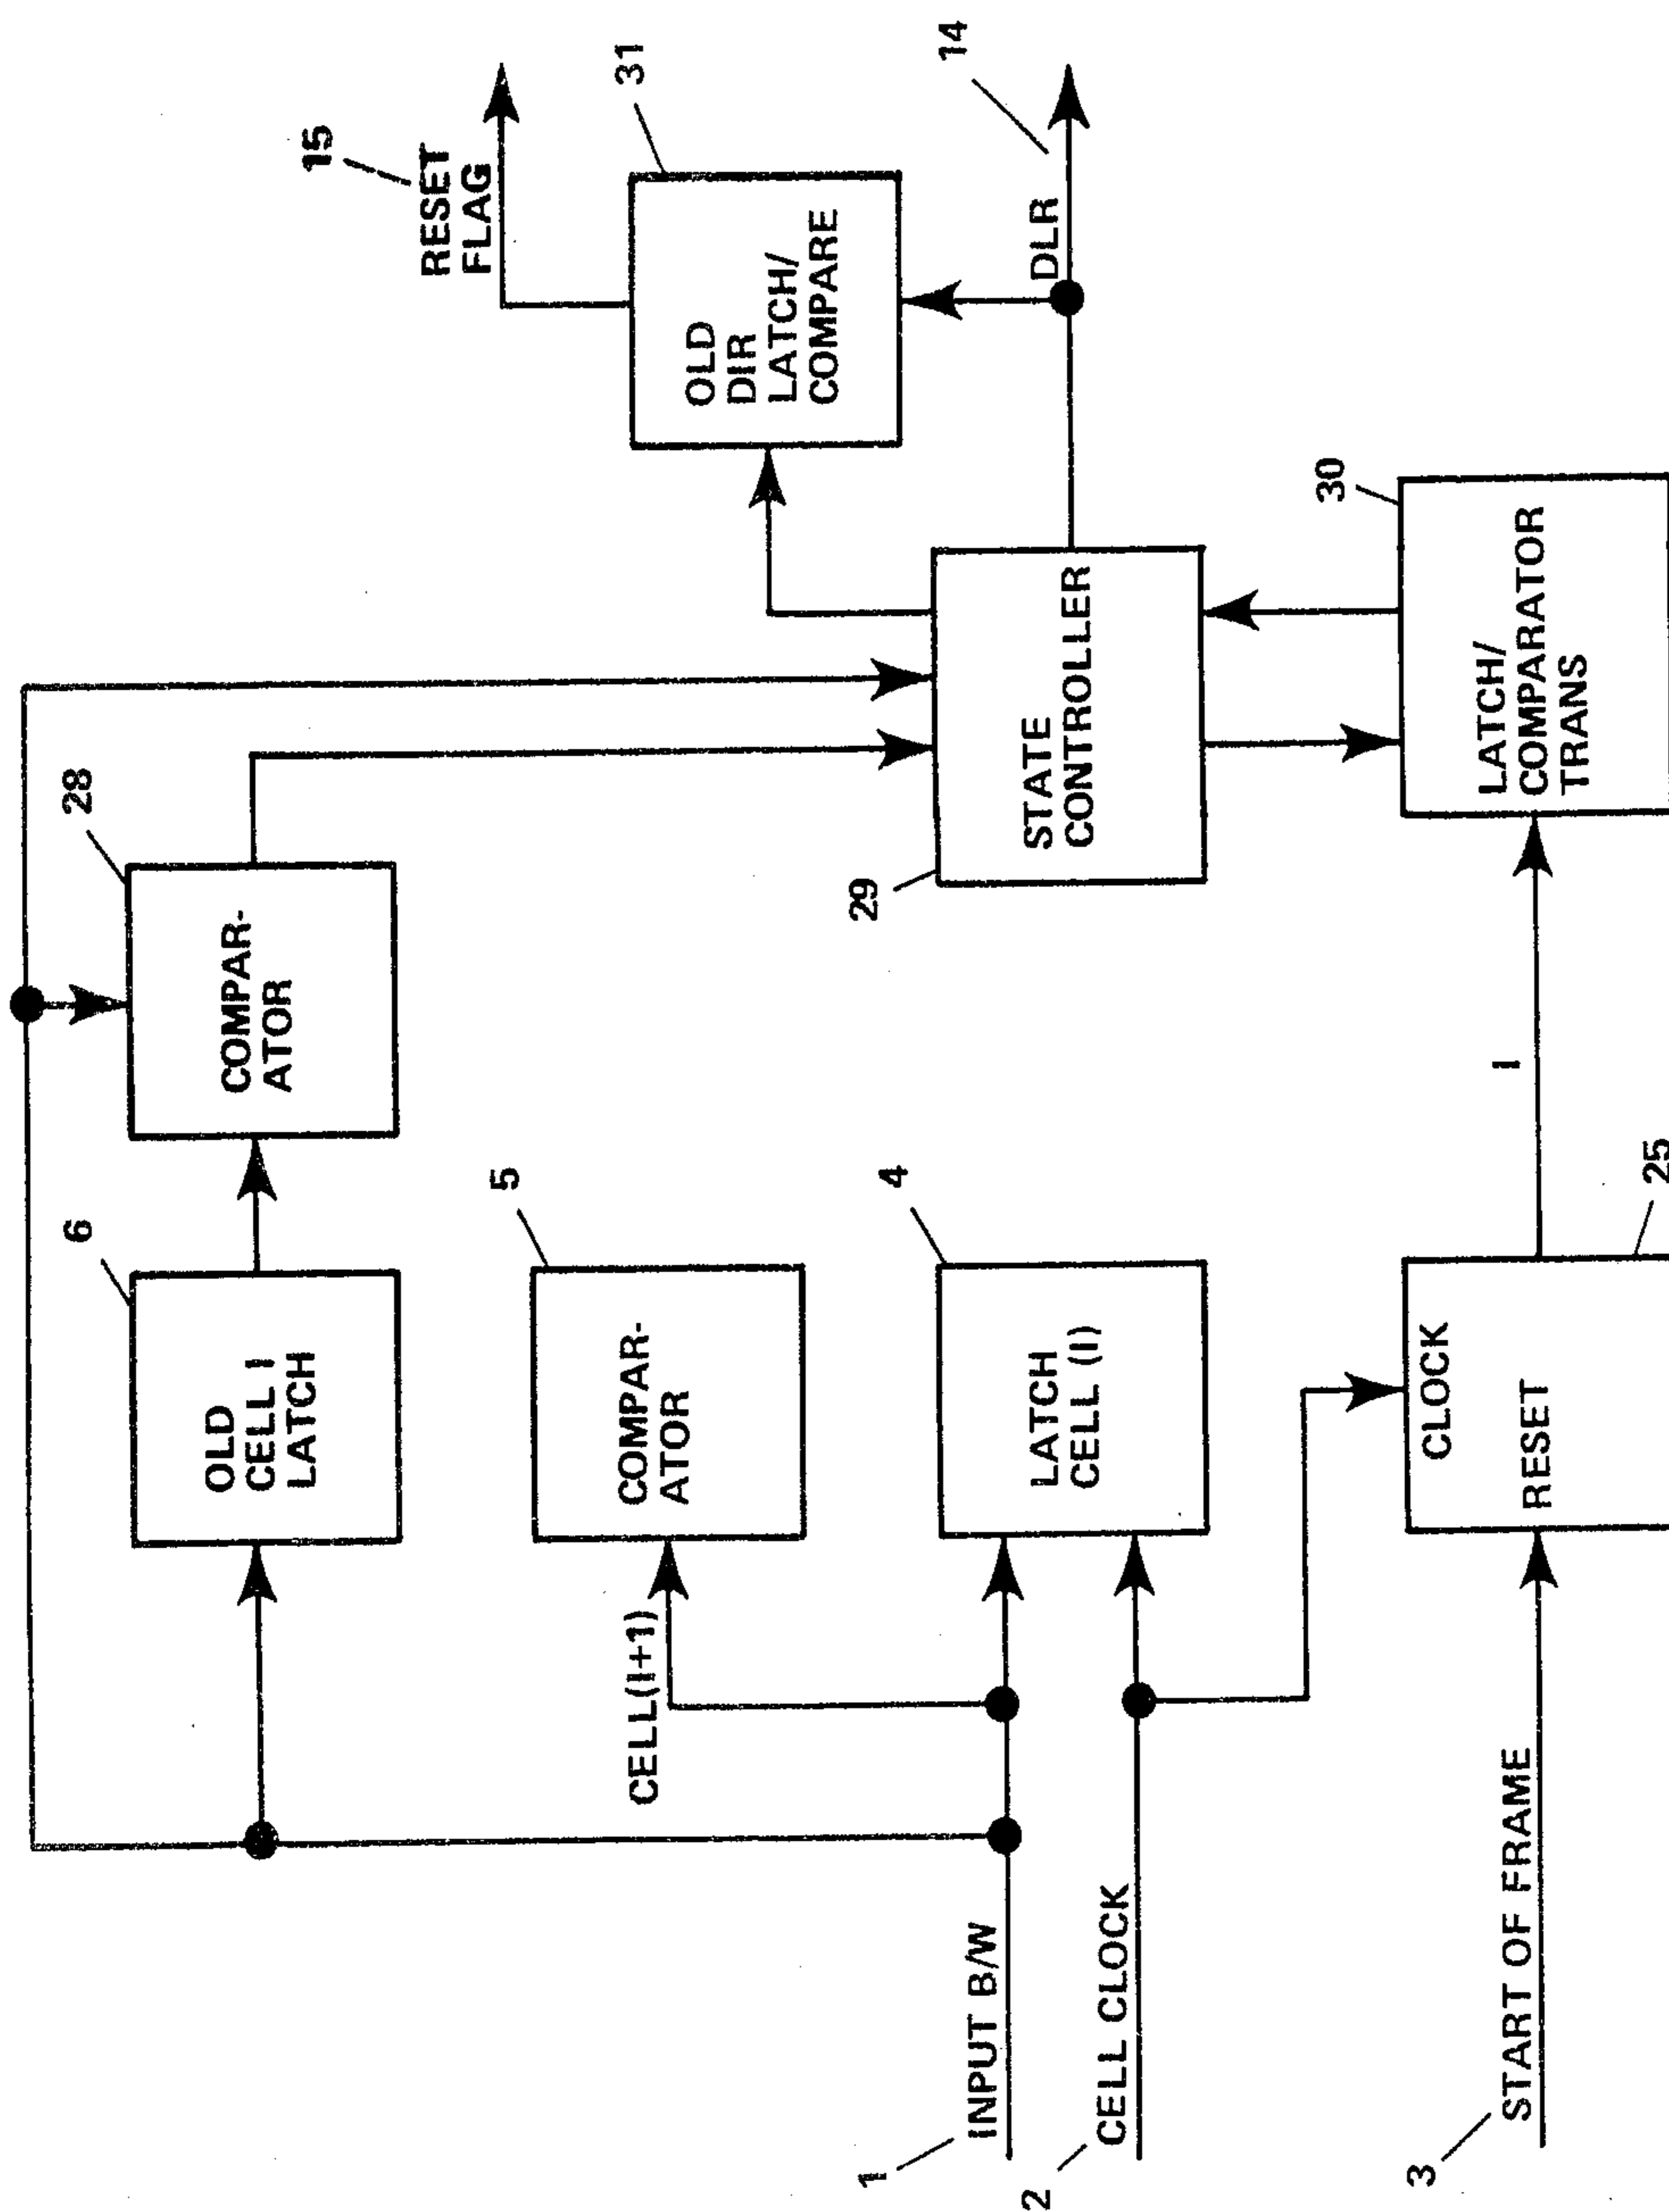 15
RESET
FLAG
31
14
OLD
DIR
LATCH/
COMPARE
DLR
28
COMPAR-
ATOR
29
STATE
CONTROLLER
30
LATCH/
COMPARATOR
TRANS
6
OLD
CELL I
LATCH
5
COMPAR-
ATOR
CELL(I+1)
4
LATCH
CELL (I)
I
25
CLOCK
RESET
1
INPUT B/W
2
CELL CLOCK
3
START OF FRAME